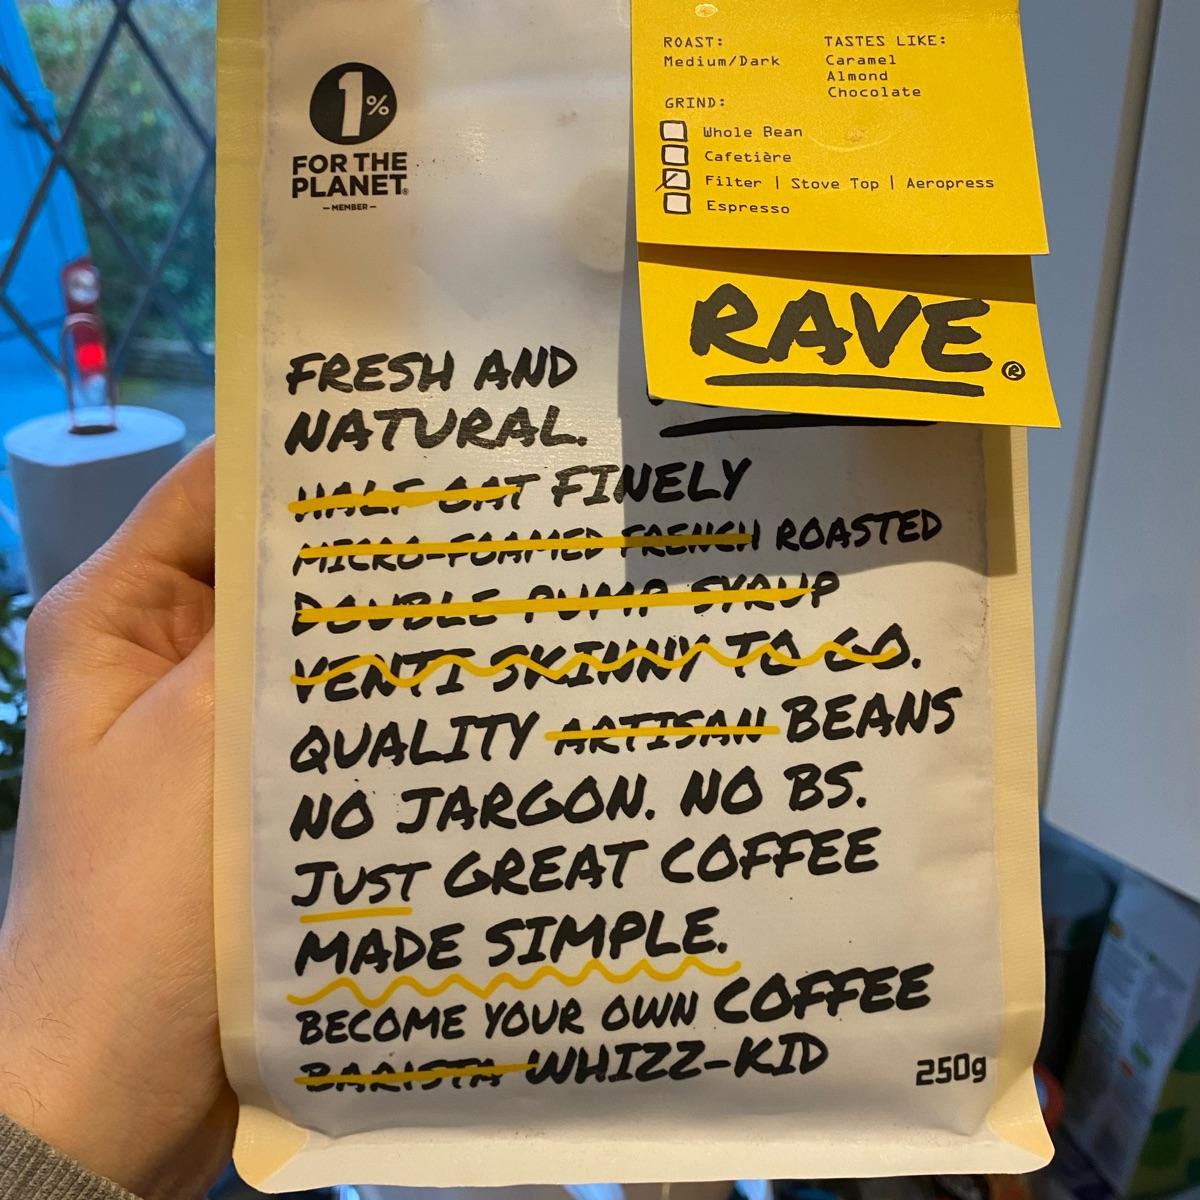 1%
FOR THE
PLANET®
— MEMBER —
ROAST:
Medium/Dark
TASTES LIKE:
Caramel
Almond
Chocolate
GRIND:
Whole Bean
Cafetière
Filter | Stove Top | Aeropress
Espresso
RAVE®
FRESH AND
NATURAL.
HALF OAT FINELY
MICRO-FOAMED FRENCH ROASTED
DOUBLE PUMP SYRUP
VENTI SKINNY TO GO.
QUALITY ARTISAN BEANS
NO JARGON. NO BS.
JUST GREAT COFFEE
MADE SIMPLE.
BECOME YOUR OWN COFFEE
BARISTA WHIZZ-KID
250g